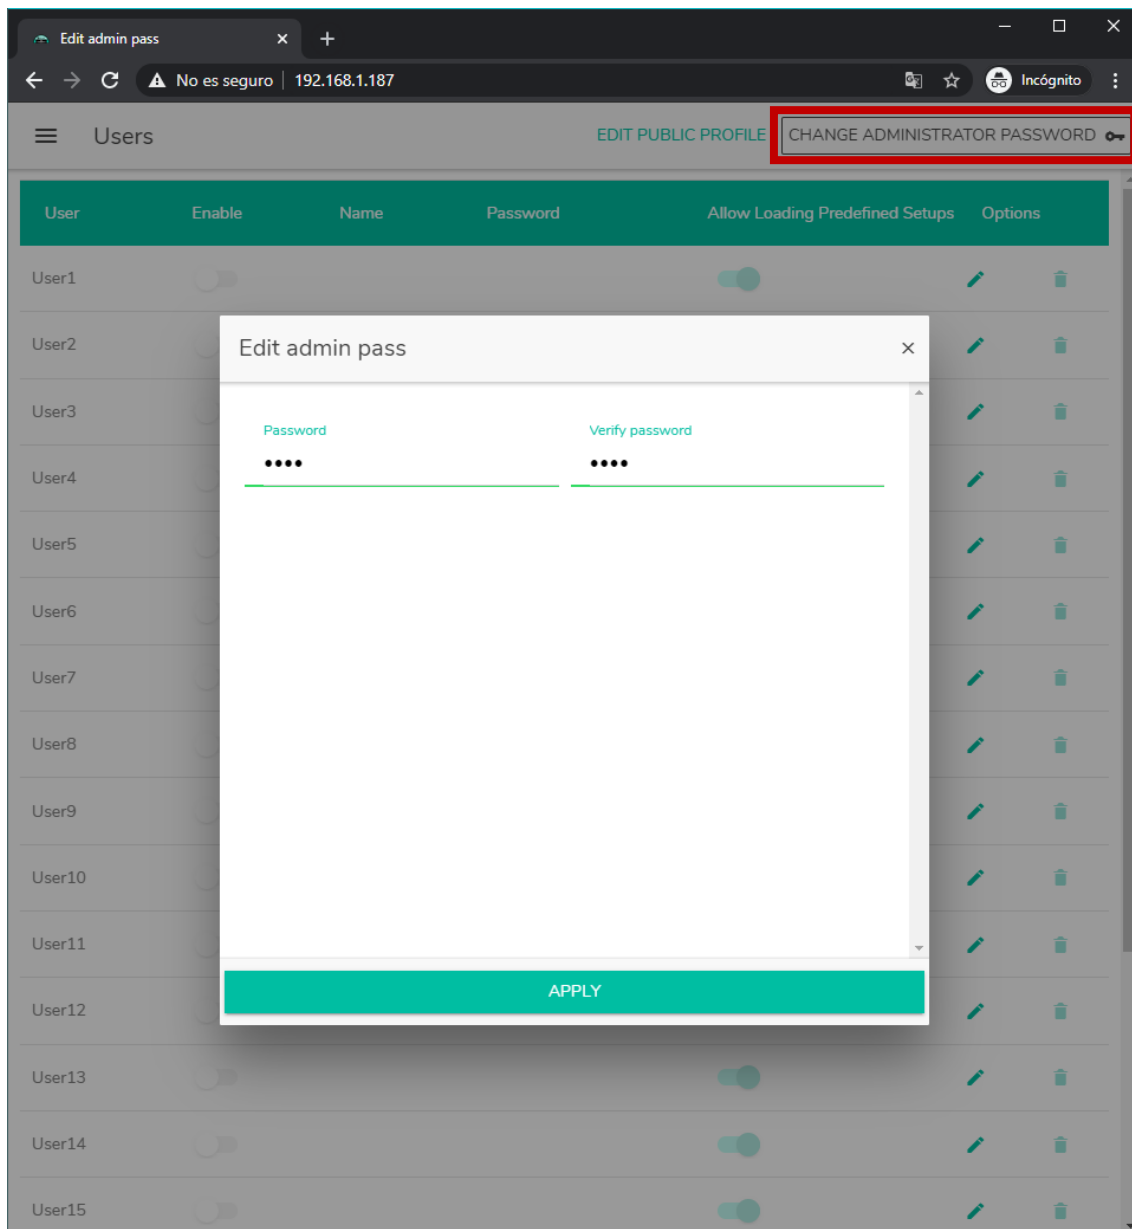 Edit admin pass
No es seguro | 192.168.1.187
Incógnito
Users
EDIT PUBLIC PROFILE
CHANGE ADMINISTRATOR PASSWORD
User Enable Name Password Allow Loading Predefined Setups Options
User1
User2
Edit admin pass
User3
Password Verify password
••••  ••••
User4
User5
User6
User7
User8
User9
User10
User11
APPLY
User12
User13
User14
User15